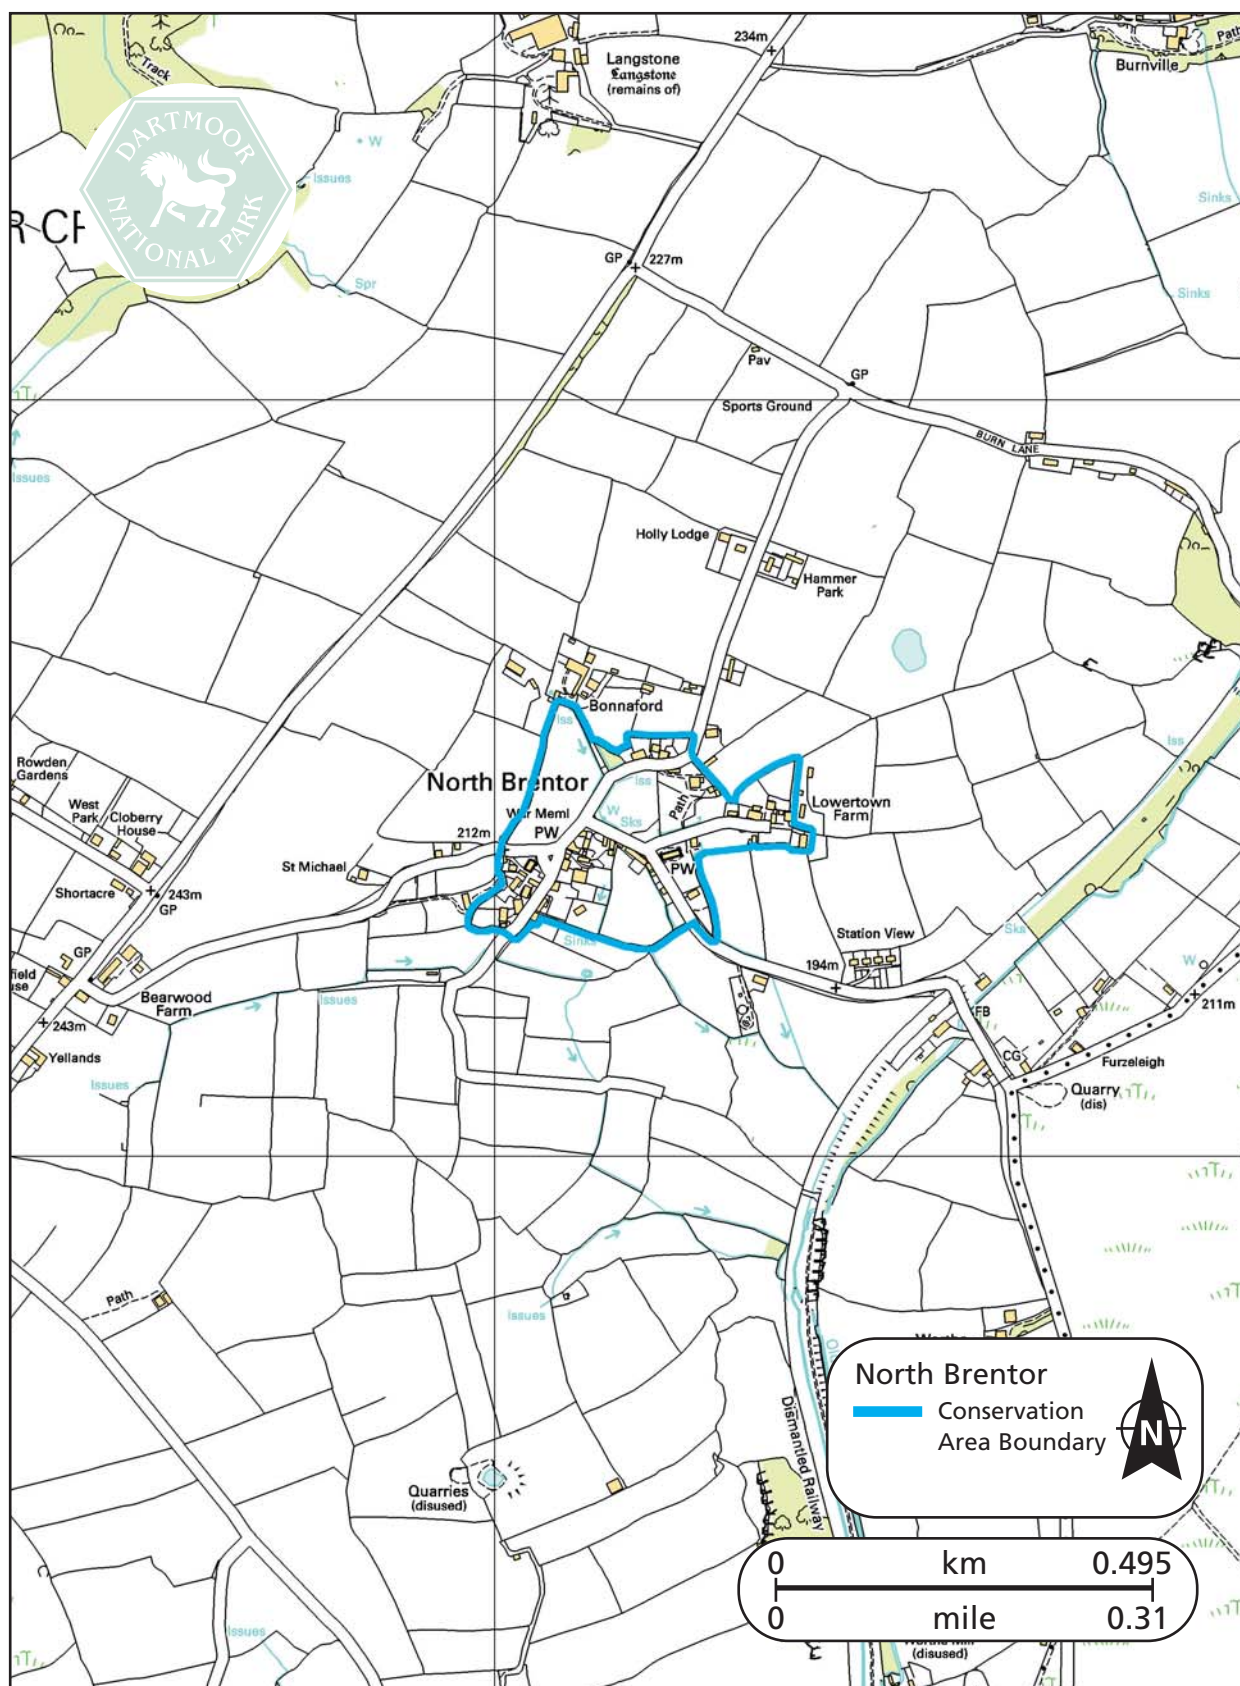 234m
Langstone
Langstone
(remains of)
Burnville
Path
Track
DARTMOOR
NATIONAL PARK
W
Issues
Sinks
GP
227m
Spr
Sinks
Pav
GP
Sports Ground
BURN LANE
Issues
Holly Lodge
Hammer
Park
Bonnaford
Iss
Iss
Rowden
Gardens
North Brentor
Iss
West
Park
Cloberry
House
War Meml
W
Path
Lowertown
Farm
212m
PW
Sks
St Michael
PW
Shortacre
243m
GP
Sks
Station View
Sinks
GP
194m
W
Bearwood
Farm
Issues
211m
243m
FB
CG
Furzeleigh
Yellands
Issues
Quarry
(dis)
Path
Issues
North Brentor
Conservation
Area Boundary
N
Dismantled Railway
Quarries
(disused)
0 km 0.495
0 mile 0.31
Issues
(disused)